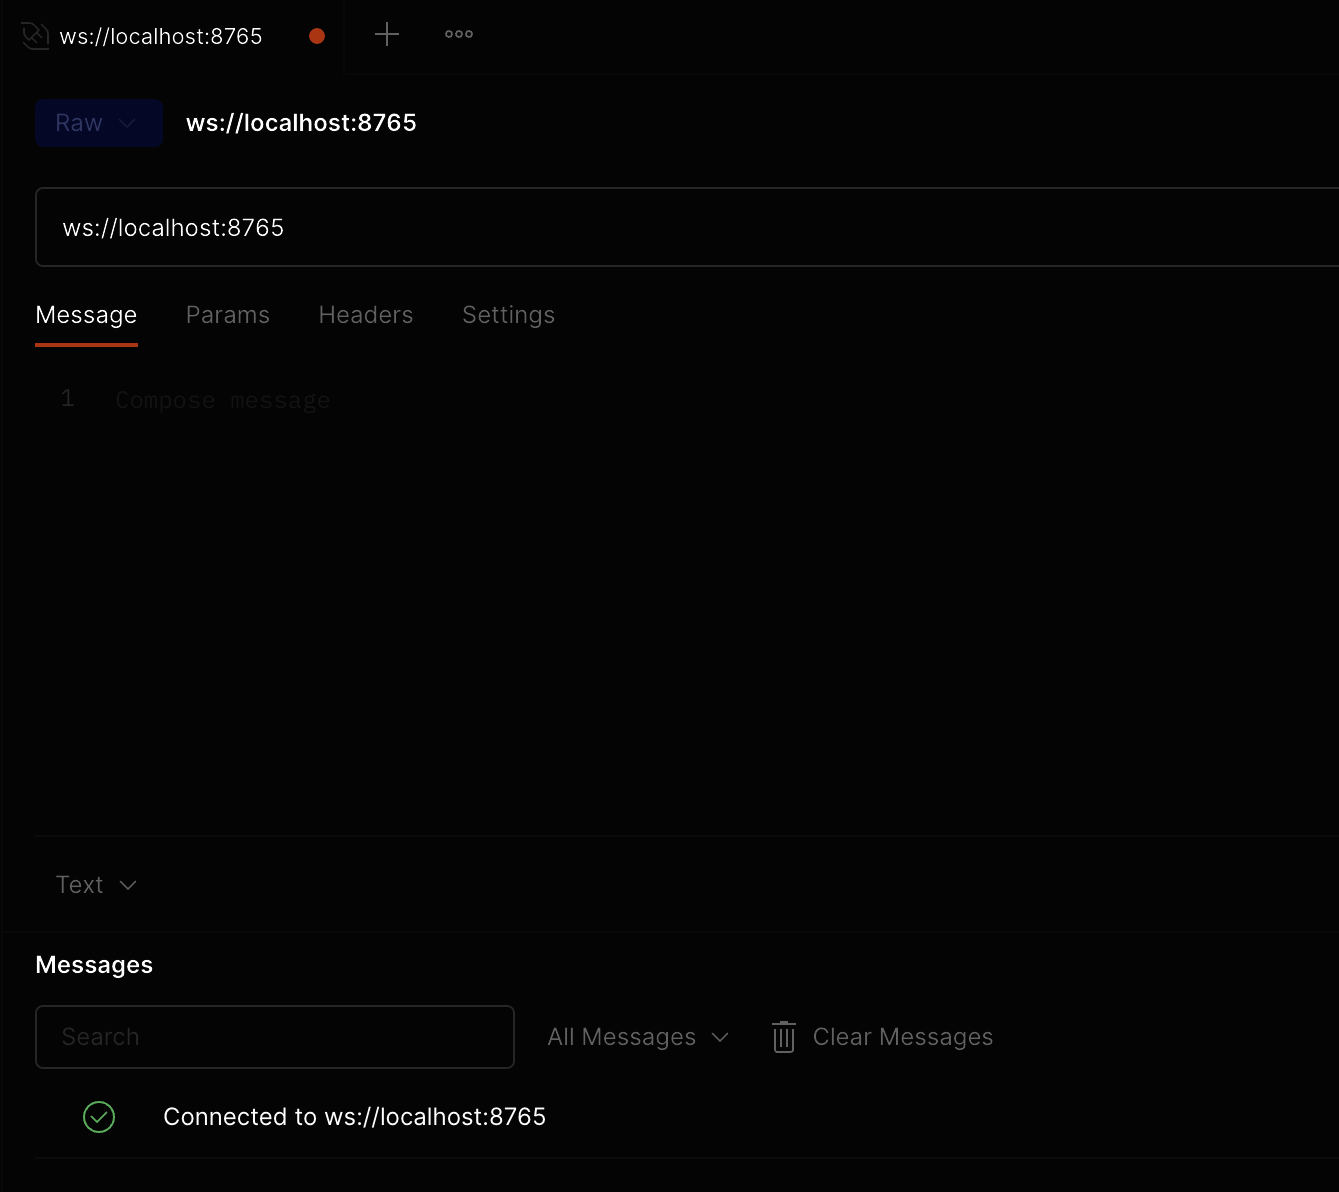 ws://localhost:8765
Raw ws://localhost:8765
ws://localhost:8765
Message Params Headers Settings
1 Compose message
Text
Messages
Search All Messages Clear Messages
Connected to ws://localhost:8765